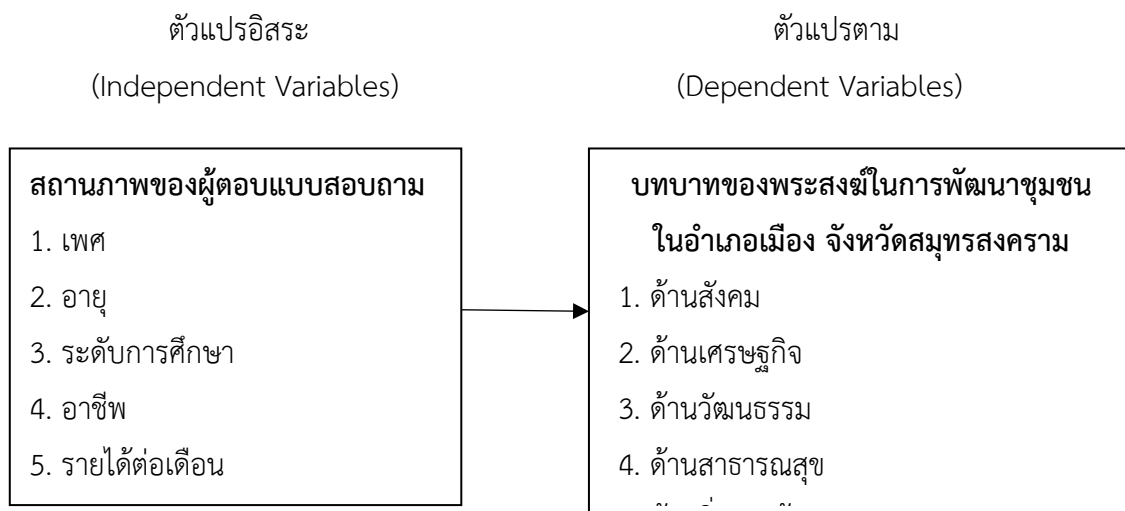 ตัวแปรอิสระ
(Independent Variables)
สถานภาพของผู้ตอบแบบสอบถาม
1. เพศ
2. อายุ
3. ระดับการศึกษา
4. อาชีพ
5. รายได้ต่อเดือน
ตัวแปรตาม
(Dependent Variables)
บทบาทของพระสงฆ์ในการพัฒนาชุมชน
ในอำเภอเมือง จังหวัดสมุทรสงคราม
1. ด้านสังคม
2. ด้านเศรษฐกิจ
3. ด้านวัฒนธรรม
4. ด้านสาธารณสุข